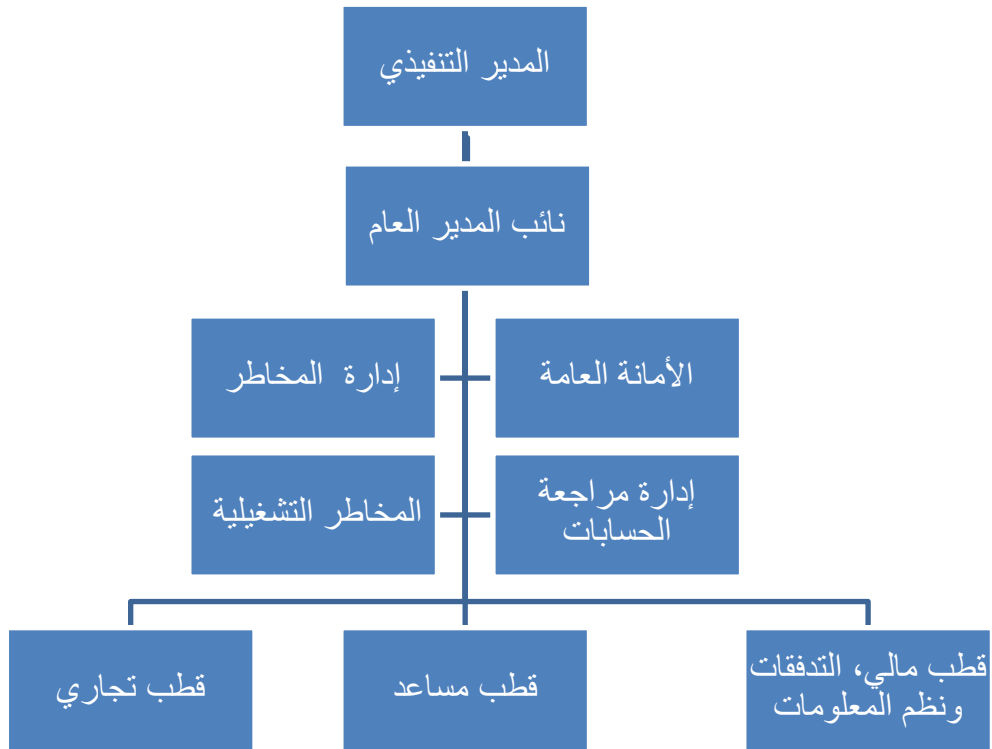 المدير التنفيذي
نائب المدير العام
الأمانة العامة
إدارة المخاطر
إدارة مراجعة
الحسابات
المخاطر التشغيلية
قطب مالي، التدفقات
ونظم المعلومات
قطب مساعد
قطب تجاري